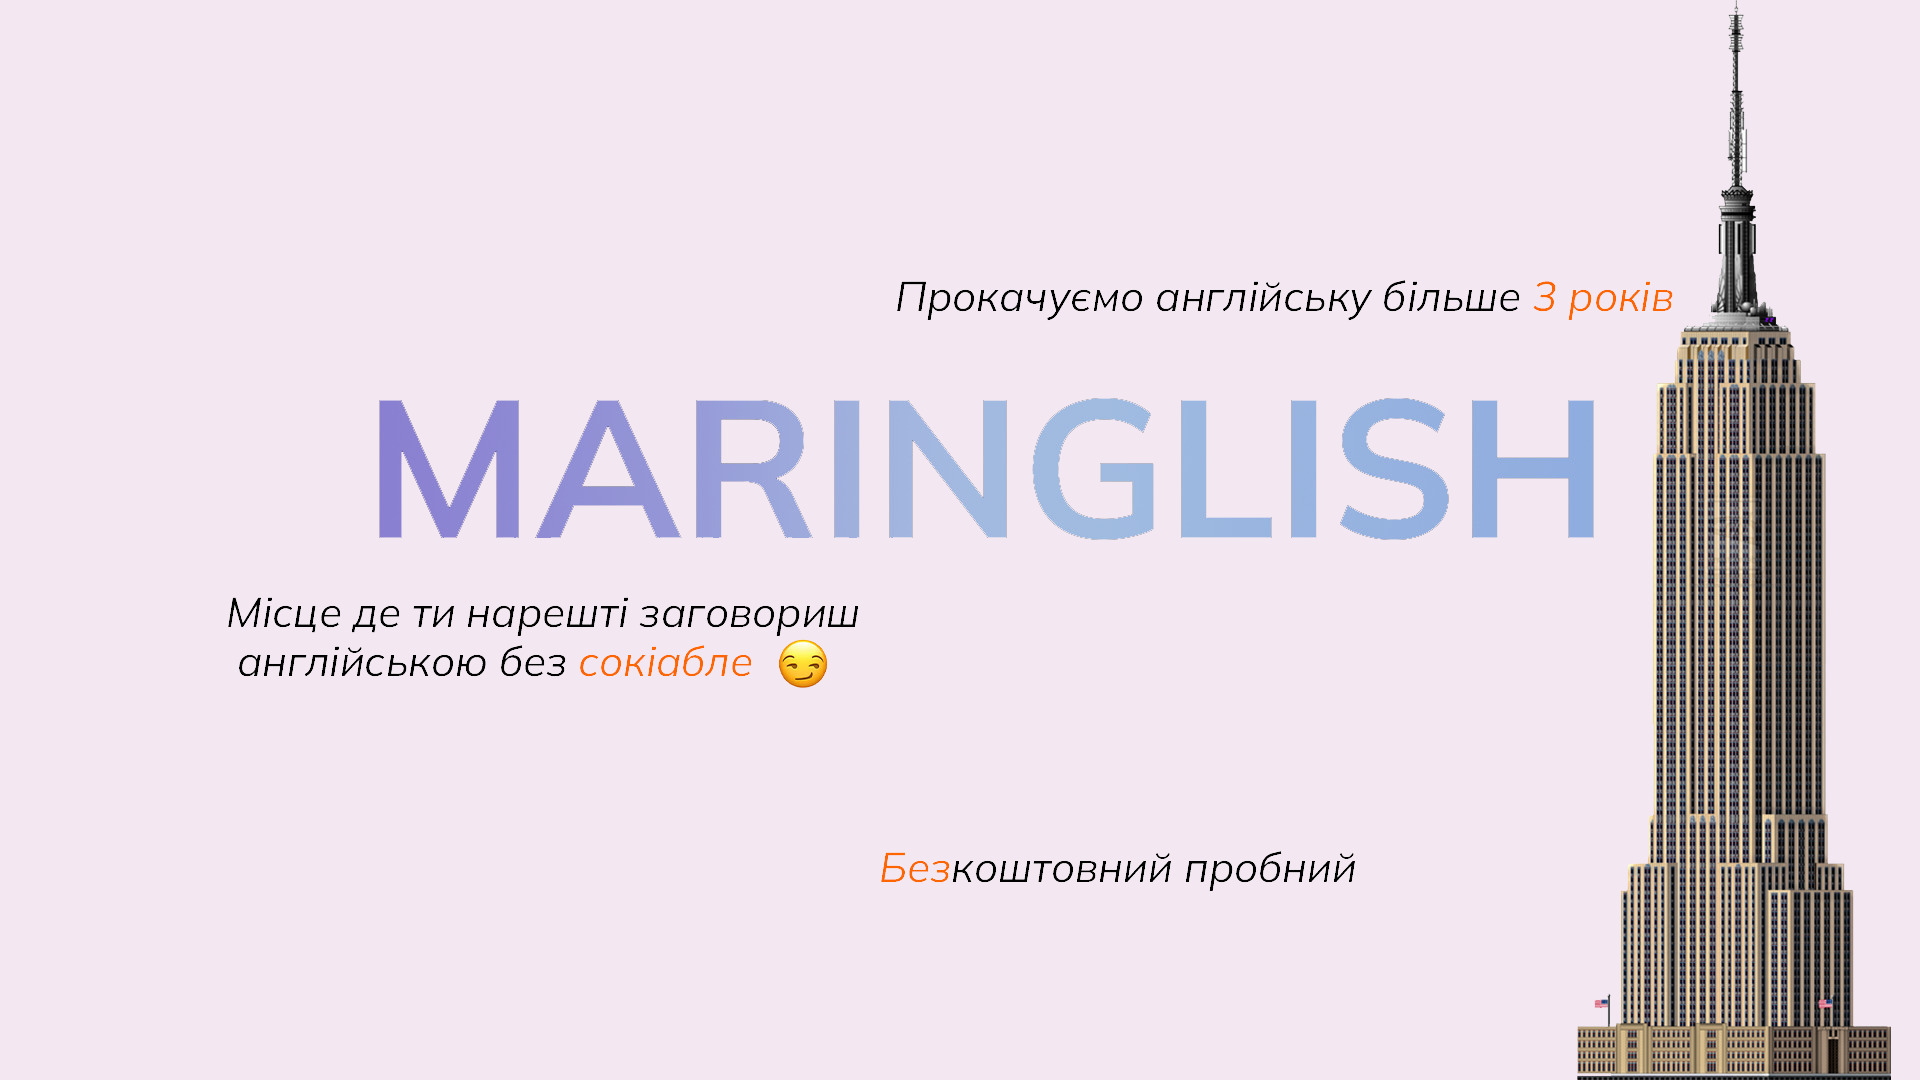 Прокачуємо англійську більше 3 років
MARINGLISH
Місце де ти нарешті заговориш
англійською без сокіабле 😏
Безкоштовний пробний